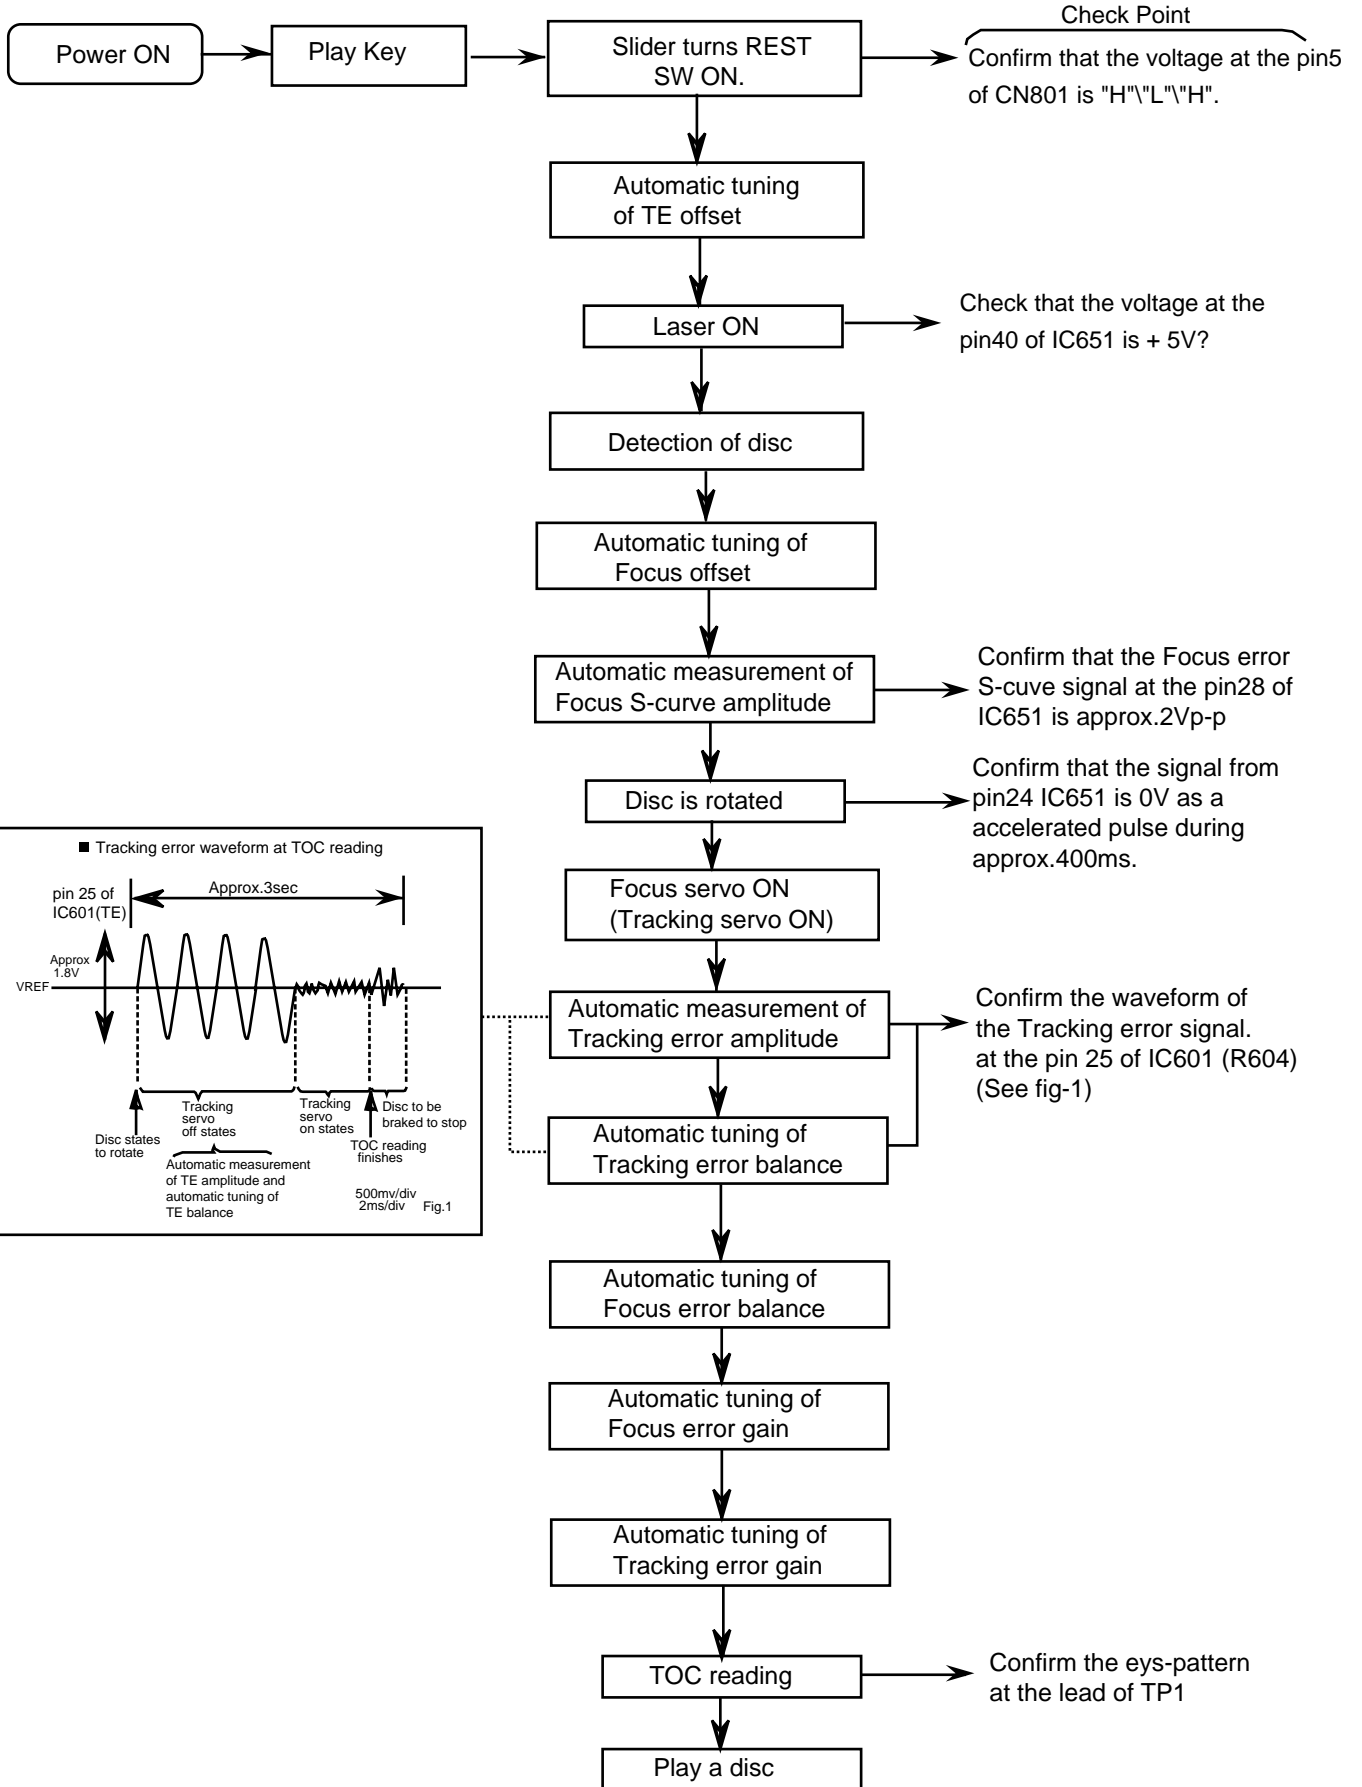 Check Point
Power ON
Play Key
Slider turns REST
SW ON.
Confirm that the voltage at the pin5
of CN801 is "H"\"L"\"H".
Automatic tuning
of TE offset
Laser ON
Check that the voltage at the
pin40 of IC651 is + 5V?
Detection of disc
Automatic tuning of
Focus offset
Automatic measurement of
Focus S-curve amplitude
Confirm that the Focus error
S-cuve signal at the pin28 of
IC651 is approx.2Vp-p
Disc is rotated
Confirm that the signal from
pin24 IC651 is 0V as a
accelerated pulse during
approx.400ms.
Focus servo ON
(Tracking servo ON)
■ Tracking error waveform at TOC reading
pin 25 of
IC601(TE)
Approx.3sec
Approx
1.8V
VREF
Disc states
to rotate
Tracking
servo
off states
Tracking
servo
on states
Disc to be
braked to stop
TOC reading
finishes
Automatic measurement
of TE amplitude and
automatic tuning of
TE balance
500mv/div
2ms/div
Fig.1
Automatic measurement of
Tracking error amplitude
Confirm the waveform of
the Tracking error signal.
at the pin 25 of IC601 (R604)
(See fig-1)
Automatic tuning of
Tracking error balance
Automatic tuning of
Focus error balance
Automatic tuning of
Focus error gain
Automatic tuning of
Tracking error gain
TOC reading
Confirm the eys-pattern
at the lead of TP1
Play a disc